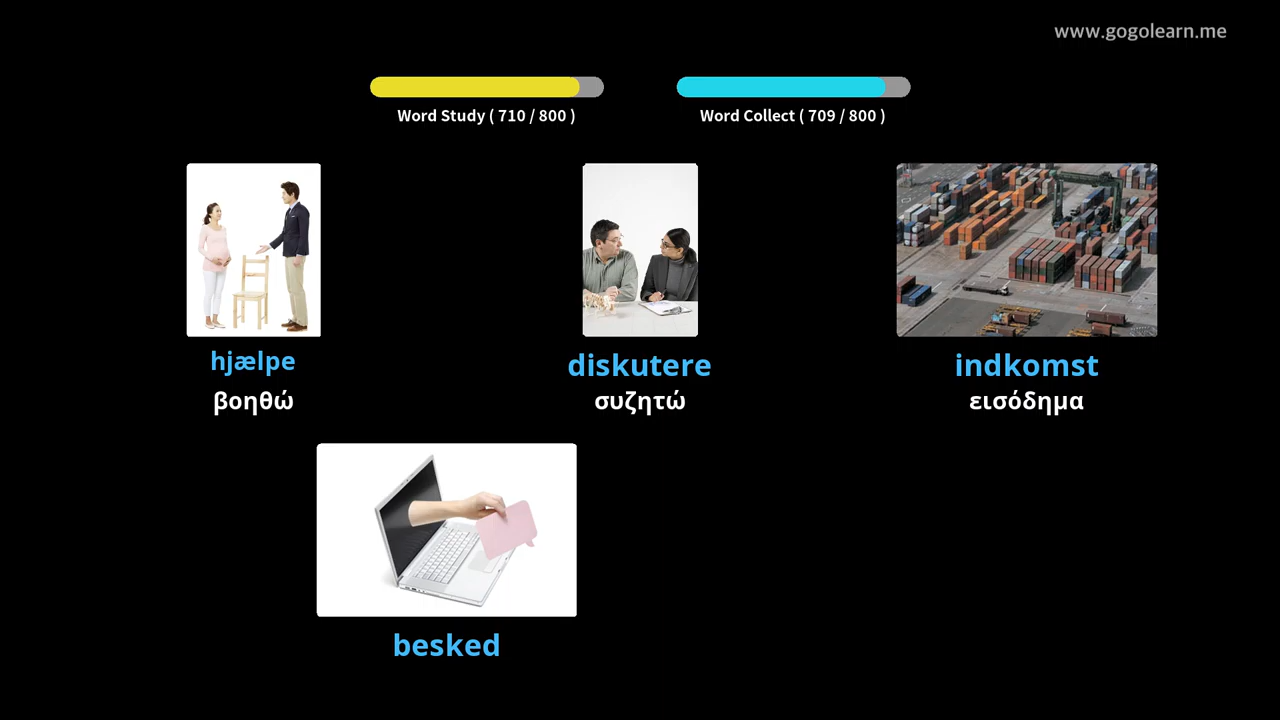 www.gogolearn.me
Word Study ( 710 / 800 )
Word Collect ( 709 / 800 )
hjælpe
βοηθώ
diskutere
συζητώ
indkomst
εισόδημα
besked